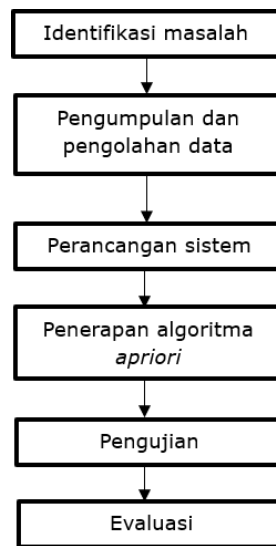 Identifikasi masalah
Pengumpulan dan
pengolahan data
Perancangan sistem
Penerapan algoritma
apriori
Pengujian
Evaluasi